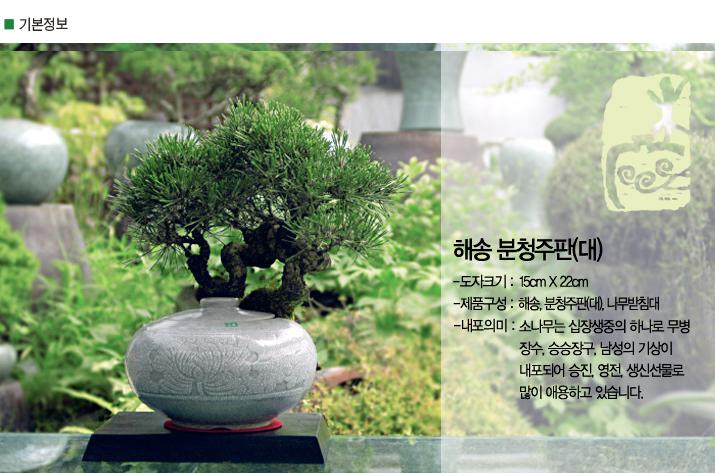 기본정보
해송 분청주판(대)
-도자크기 : 15cm X 22cm
-제품구성 : 해송, 분청주판(대), 나무받침대
-내포의미 : 소나무는 십장생중의 하나로 무병
장수, 승승장구, 남성의 기상이
내포되어 승진, 영전, 생신선물로
많이 애용하고 있습니다.